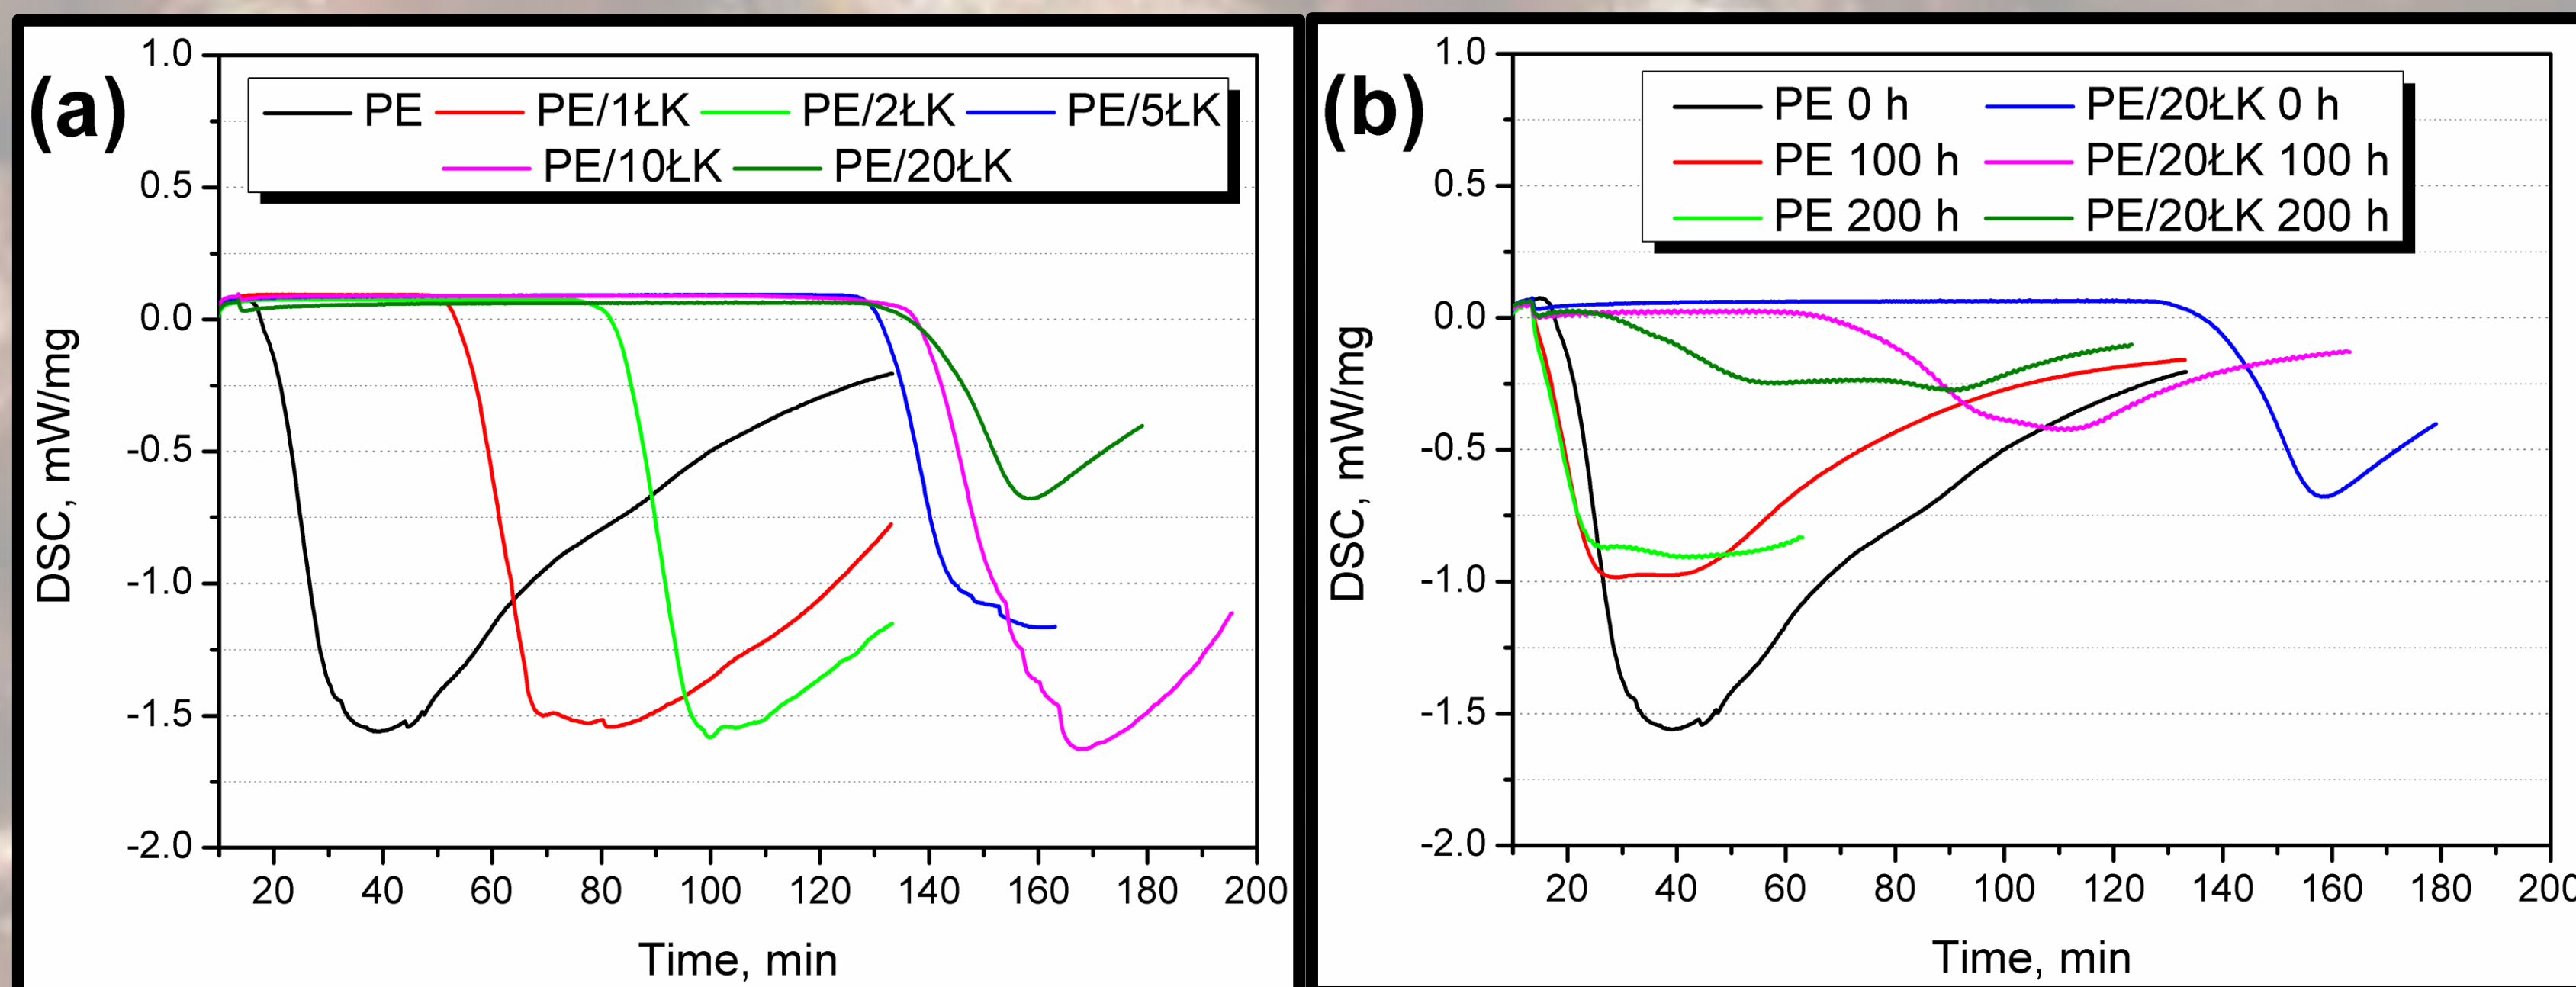 (a)
1.0
0.5
0.0
-0.5
-1.0
-1.5
-2.0
DSC, mW/mg
PE PE/1ŁK PE/2ŁK PE/5ŁK
PE/10ŁK PE/20ŁK
20 40 60 80 100 120 140 160 180 200
Time, min
(b)
1.0
0.5
0.0
-0.5
-1.0
-1.5
-2.0
DSC, mW/mg
PE 0 h PE/20ŁK 0 h
PE 100 h PE/20ŁK 100 h
PE 200 h PE/20ŁK 200 h
20 40 60 80 100 120 140 160 180 200
Time, min